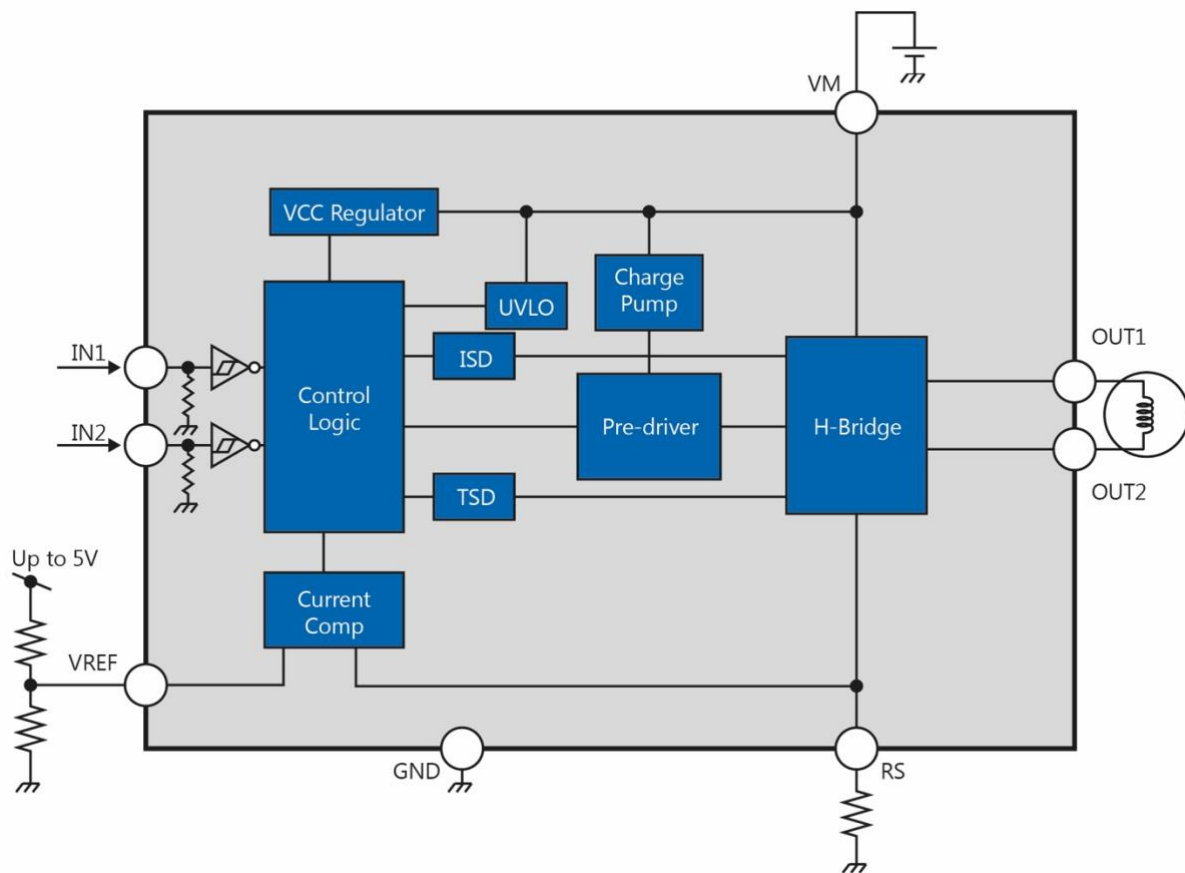 VM
VCC Regulator
Charge
Pump
UVLO
ISD
IN1
OUT1
Control
Logic
Pre-driver
H-Bridge
IN2
TSD
OUT2
Up to 5V
Current
Comp
VREF
GND
RS